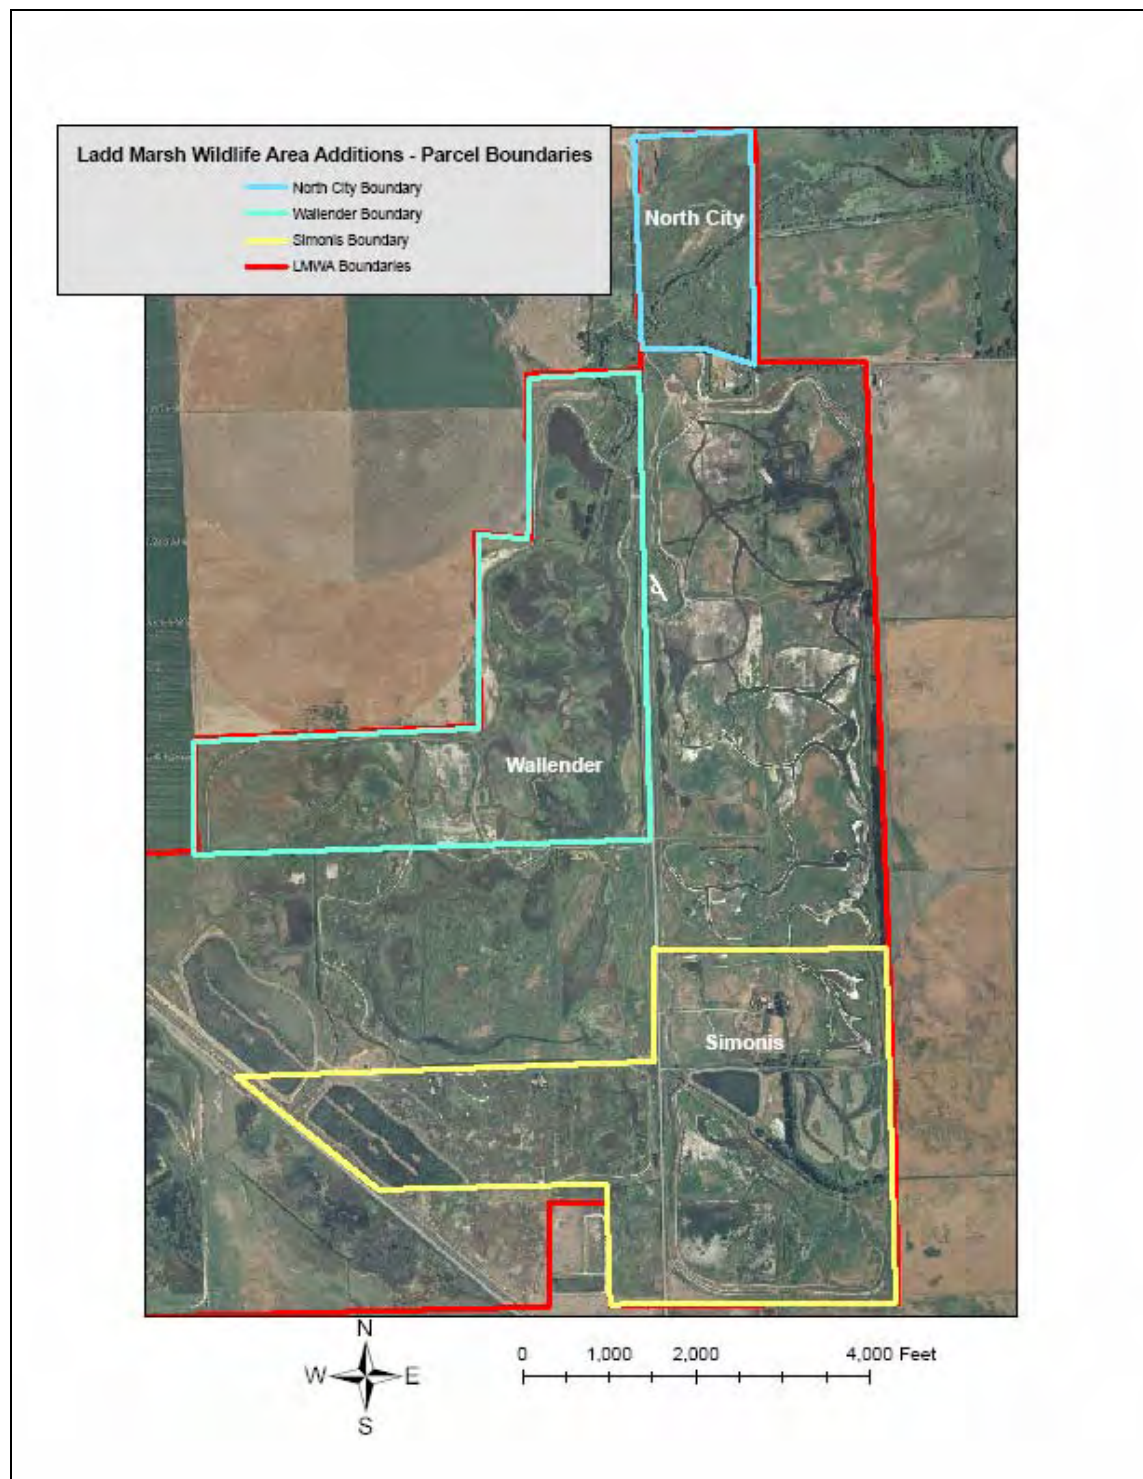 Ladd Marsh Wildlife Area Additions - Parcel Boundaries
North City Boundary
Wallender Boundary
Simonis Boundary
LMWA Boundaries
North City
Wallender
Simonis
N
W E
S
0 1,000 2,000 4,000 Feet